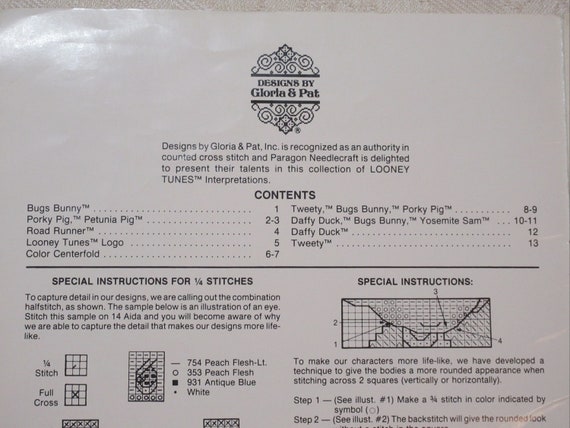 DESIGNS BY
Gloria & Pat
®
Designs by Gloria & Pat, Inc. is recognized as an authority in
counted cross stitch and Paragon Needlecraft is delighted
to present their talents in this collection of LOONEY
TUNES™ Interpretations.
CONTENTS
Bugs Bunny™ 1
Porky Pig,™ Petunia Pig™ 2-3
Road Runner™ 4
Looney Tunes™ Logo 5
Color Centerfold 6-7
Tweety,™ Bugs Bunny,™ Porky Pig™ 8-9
Daffy Duck,™ Bugs Bunny,™ Yosemite Sam™ 10-11
Daffy Duck™ 12
Tweety™ 13
SPECIAL INSTRUCTIONS FOR ¼ STITCHES
To capture detail in our designs, we are calling out the combination
halfstitch, as shown. The sample below is an illustration of an eye.
Stitch this sample on 14 Aida and you will become aware of why
we are able to capture the detail that makes our designs more life-
like.
¼
Stitch
Full
Cross
— 754 Peach Flesh-Lt.
○ 353 Peach Flesh
■ 931 Antique Blue
• White
SPECIAL INSTRUCTIONS:
3
2
1
4
To make our characters more life-like, we have developed a
technique to give the bodies a more rounded appearance when
stitching across 2 squares (vertically or horizontally).
Step 1 — (See illust. #1) Make a ¾ stitch in color indicated by
symbol (○)
Step 2 — (See illust. #2) The backstitch will give the rounded look
without a stitch in the square